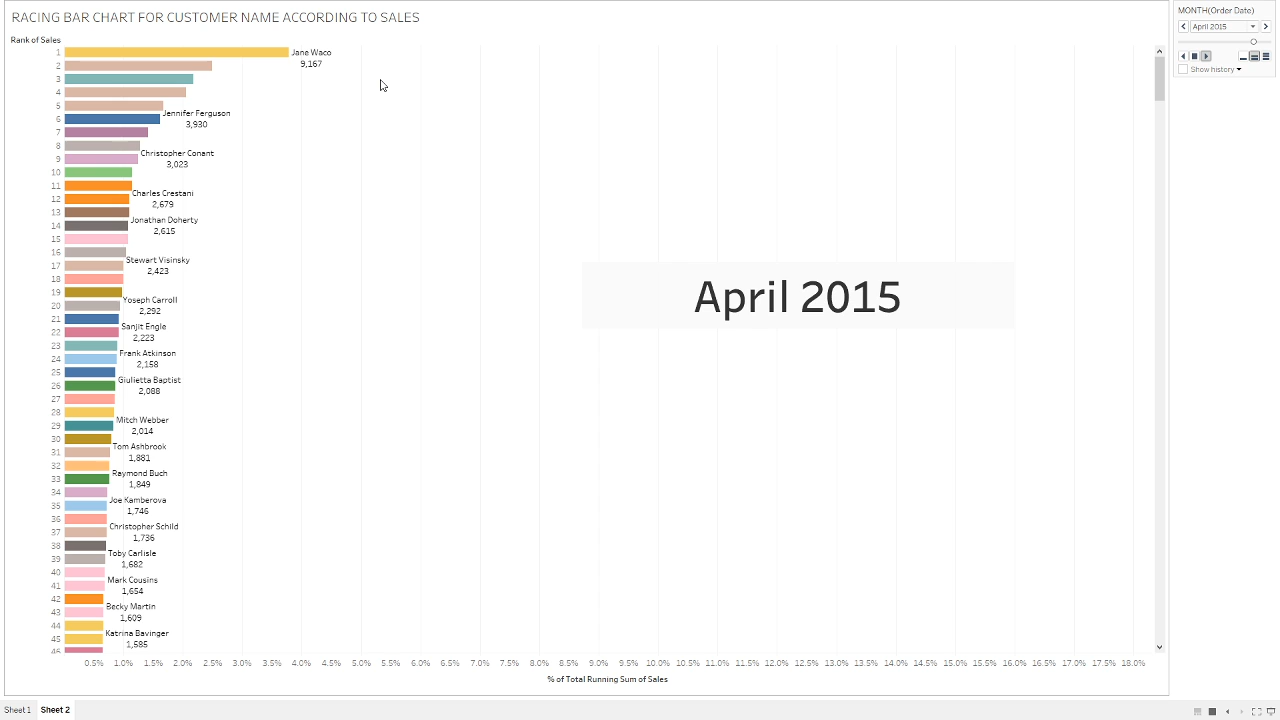 RACING BAR CHART FOR CUSTOMER NAME ACCORDING TO SALES
Rank of Sales
1
Jane Waco
9,167
2
3
4
5
6
Jennifer Ferguson
3,930
7
8
9
Christopher Conant
3,023
10
11
12
Charles Crestani
2,679
13
14
Jonathan Doherty
2,615
15
16
17
Stewart Visinsky
2,423
18
19
20
Yoseph Carroll
2,292
21
22
Sanjit Engle
2,223
23
24
Frank Atkinson
2,158
25
26
Giulietta Baptist
2,088
27
28
29
Mitch Webber
2,014
30
31
Tom Ashbrook
1,881
32
33
Raymond Buch
1,849
34
35
Joe Kamberova
1,746
36
37
Christopher Schild
1,736
38
39
Toby Carlisle
1,682
40
41
Mark Cousins
1,654
42
43
Becky Martin
1,609
44
45
Katrina Bavinger
1,585
46
April 2015
0.5% 1.0% 1.5% 2.0% 2.5% 3.0% 3.5% 4.0% 4.5% 5.0% 5.5% 6.0% 6.5% 7.0% 7.5% 8.0% 8.5% 9.0% 9.5% 10.0% 10.5% 11.0% 11.5% 12.0% 12.5% 13.0% 13.5% 14.0% 14.5% 15.0% 15.5% 16.0% 16.5% 17.0% 17.5% 18.0%
% of Total Running Sum of Sales
MONTH(Order Date)
April 2015
Show history
Sheet 1 Sheet 2